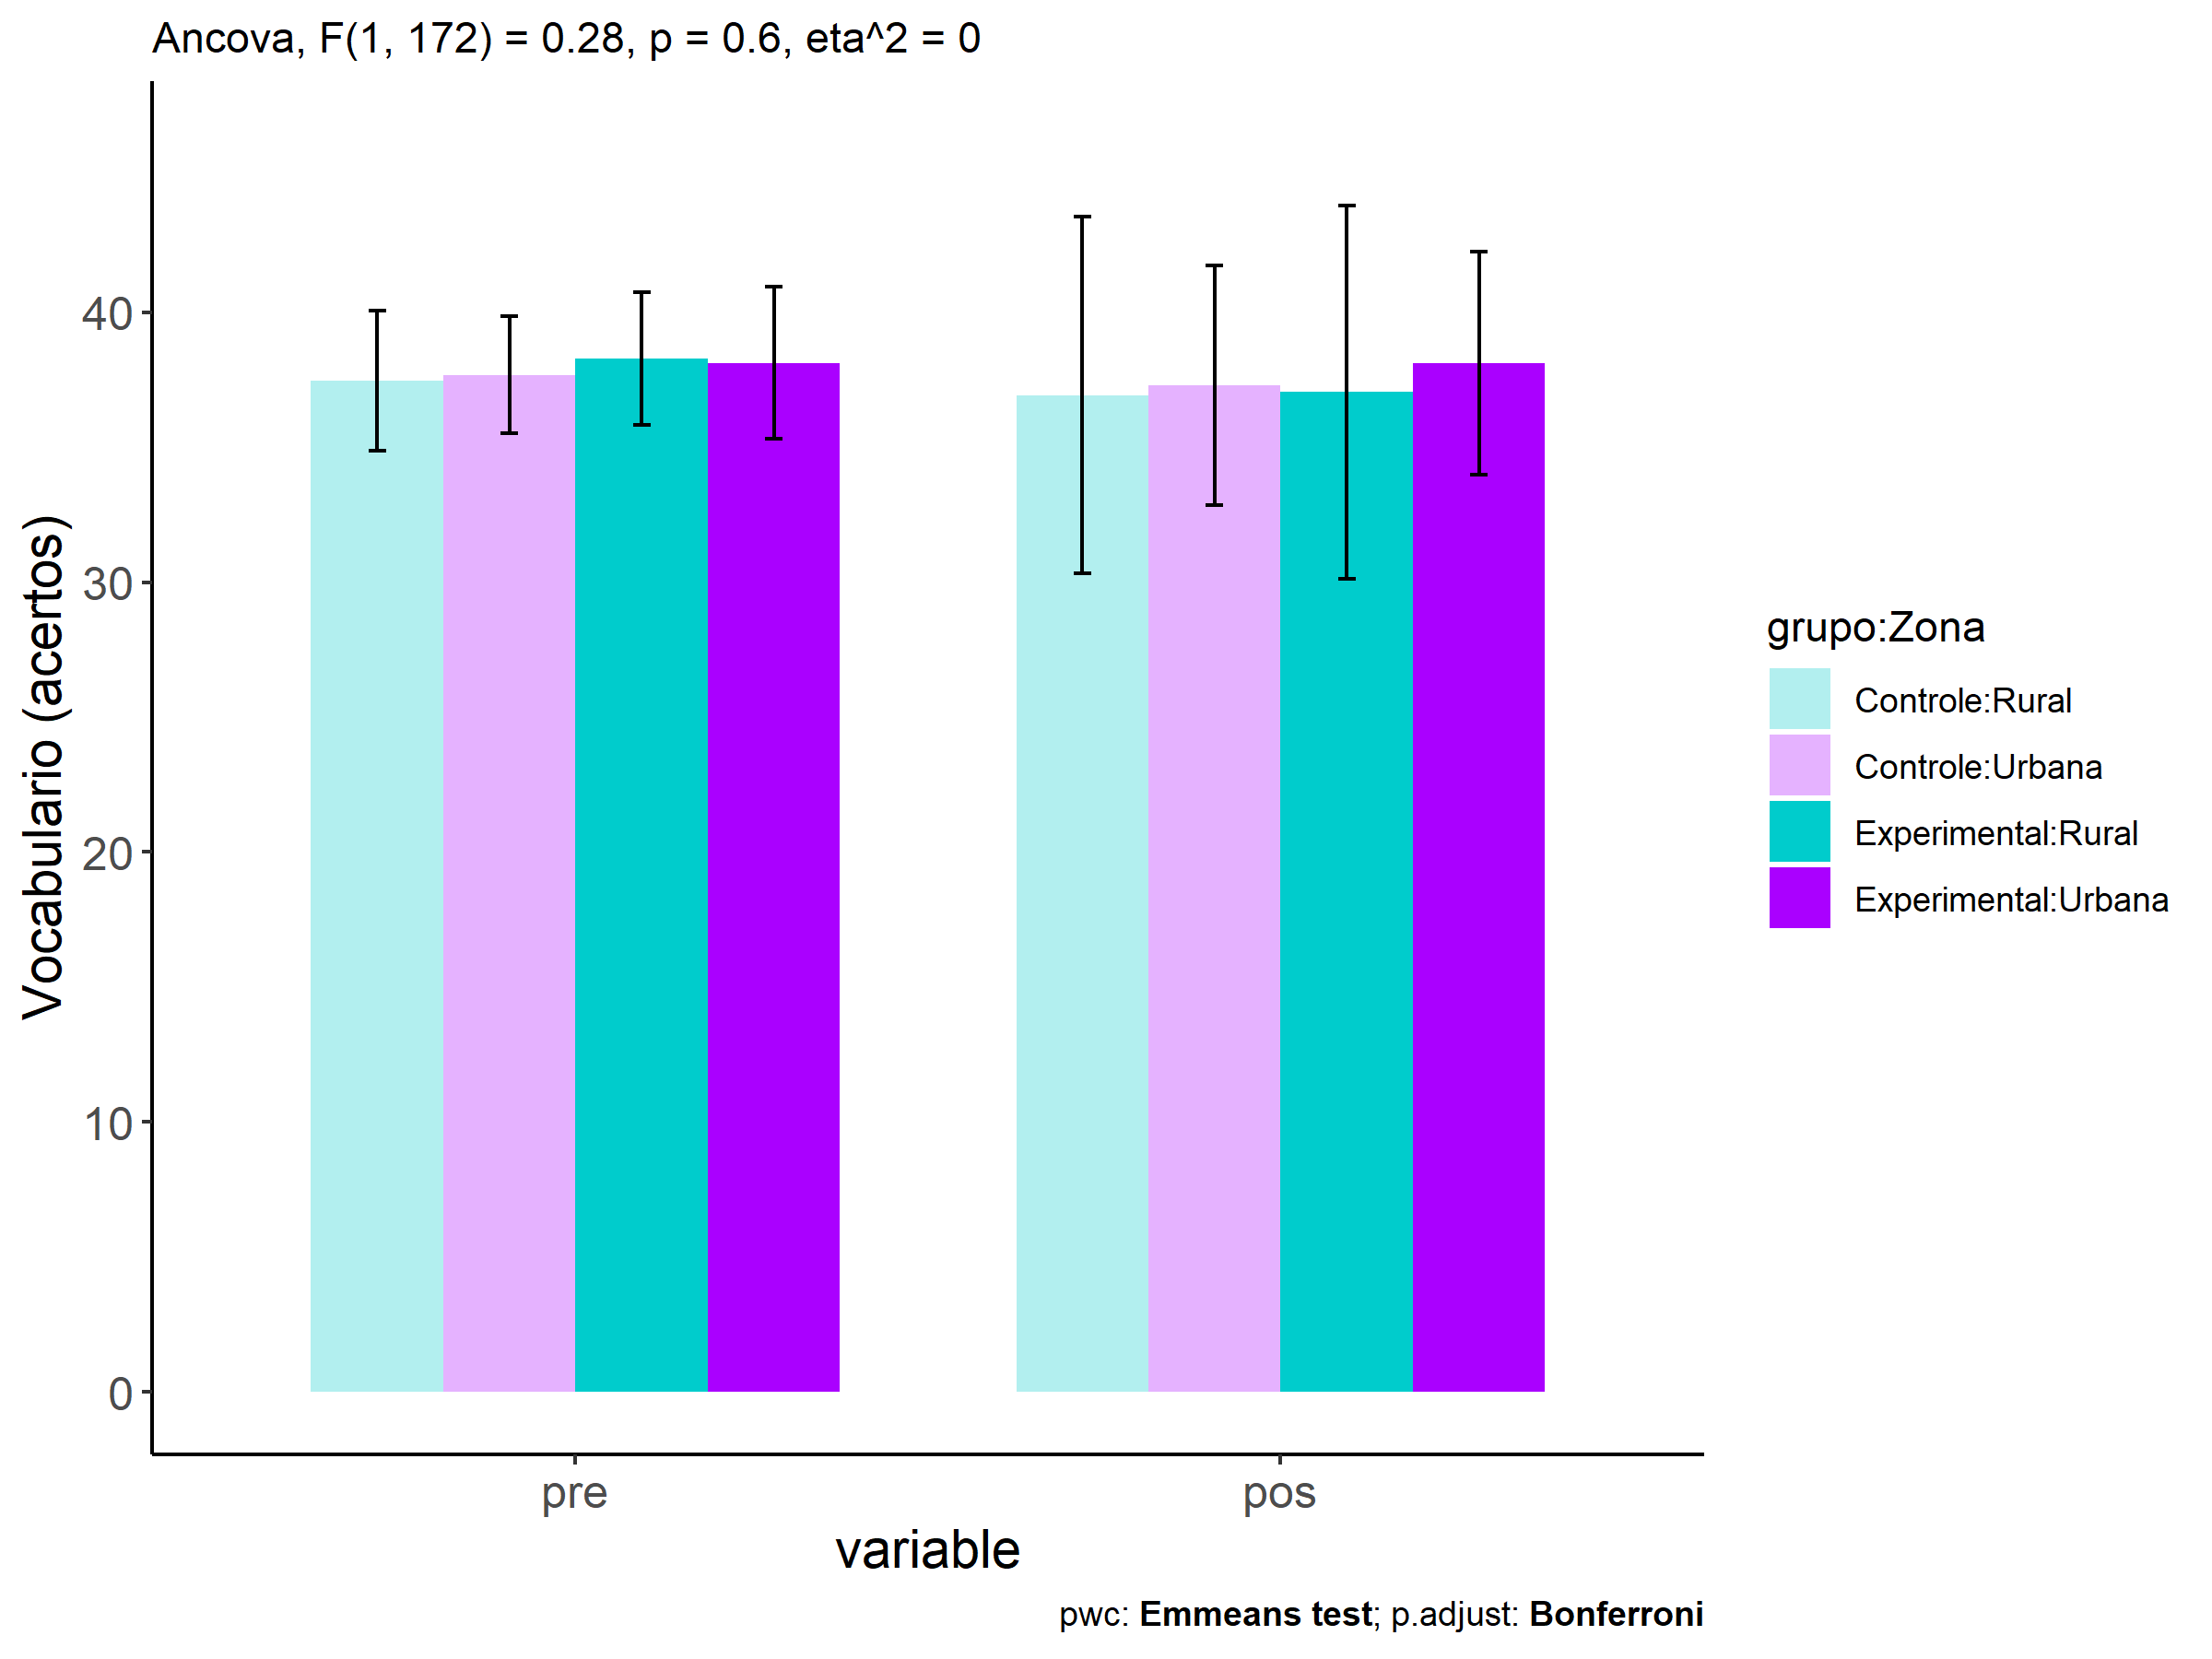 Ancova, F(1, 172) = 0.28, p = 0.6, eta^2 = 0
Vocabulario (acertos)
40
30
20
10
0
pre
pos
variable
grupo:Zona
Controle:Rural
Controle:Urbana
Experimental:Rural
Experimental:Urbana
pwc: Emmeans test; p.adjust: Bonferroni